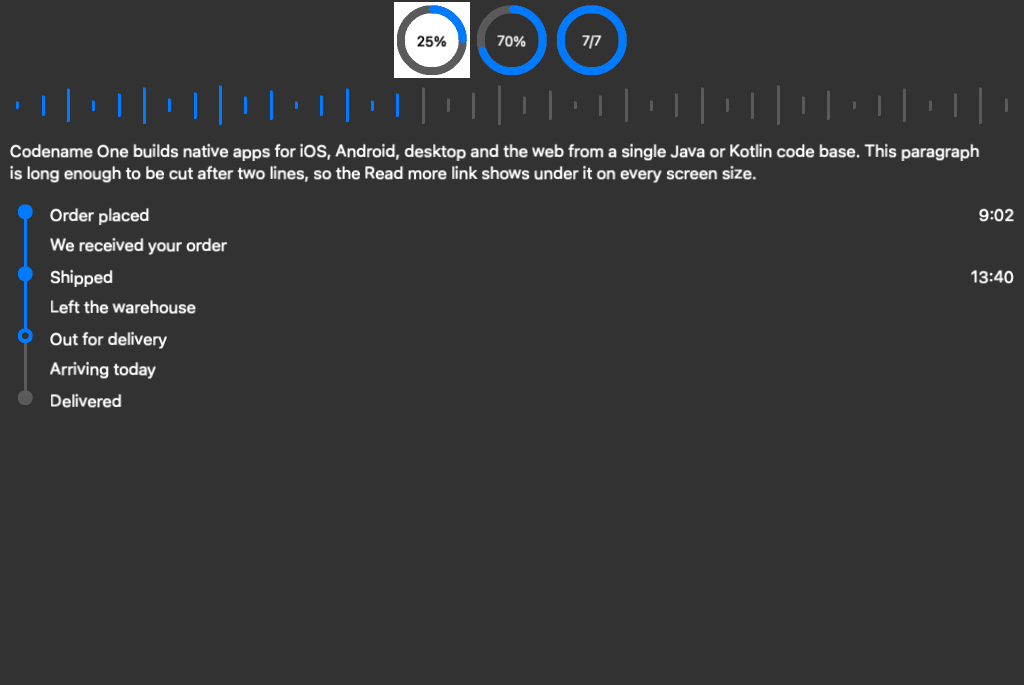 25% 70% 7/7
Codename One builds native apps for iOS, Android, desktop and the web from a single Java or Kotlin code base. This paragraph
is long enough to be cut after two lines, so the Read more link shows under it on every screen size.
Order placed 9:02
We received your order
Shipped 13:40
Left the warehouse
Out for delivery
Arriving today
Delivered